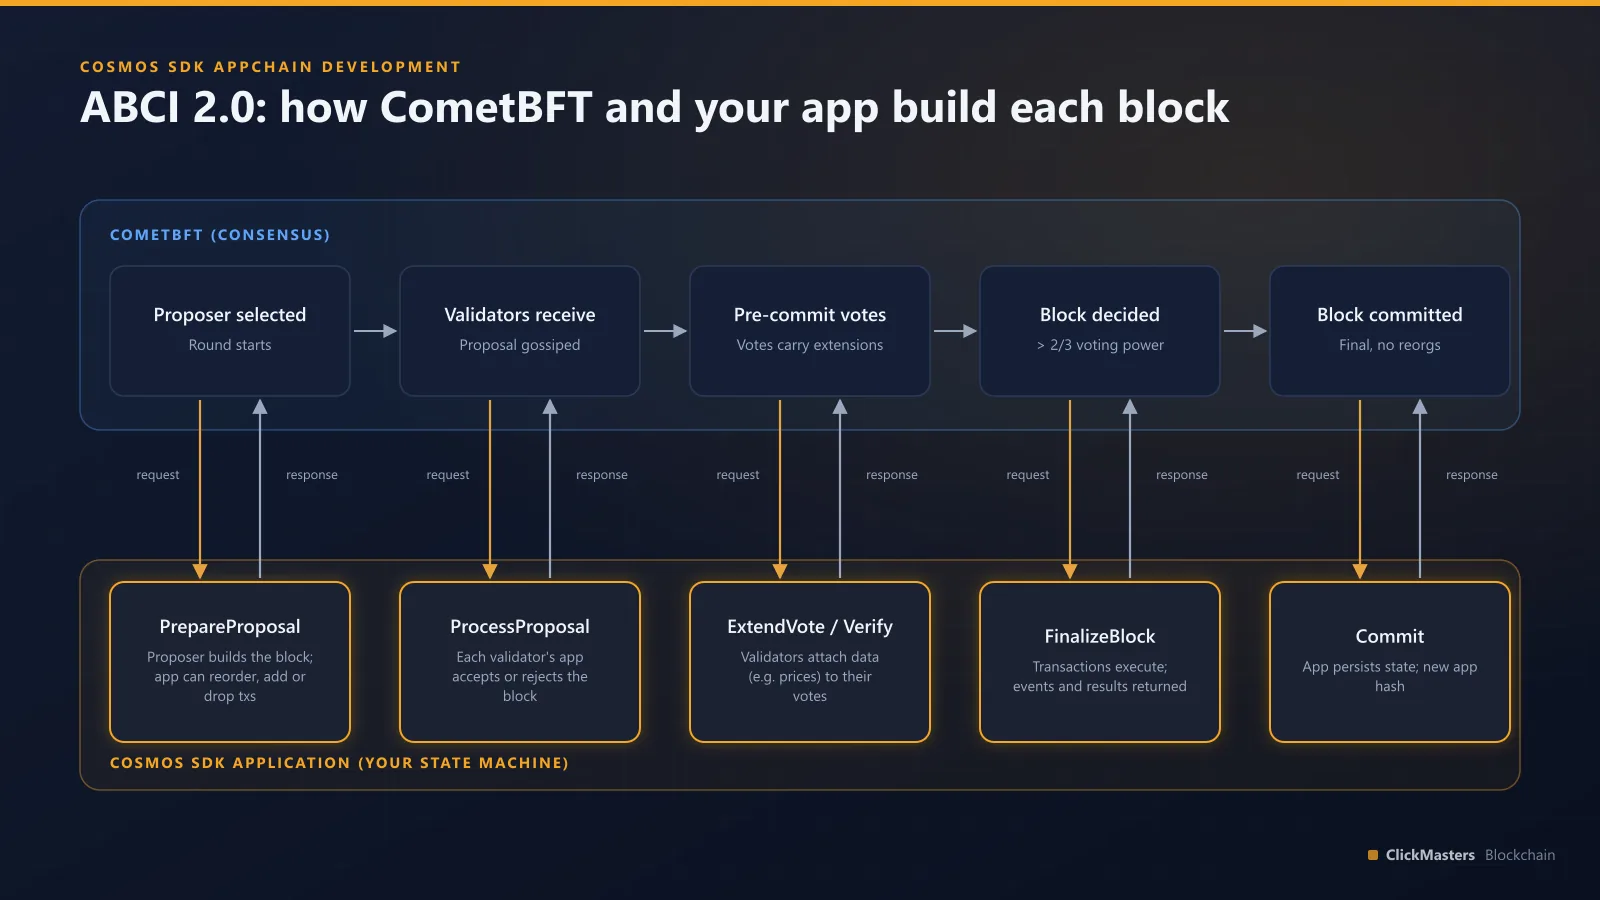 COSMOS SDK APPCHAIN DEVELOPMENT
ABCI 2.0: how CometBFT and your app build each block
COMETBFT (CONSENSUS)
Proposer selected
Round starts
Validators receive
Proposal gossiped
Pre-commit votes
Votes carry extensions
Block decided
> 2/3 voting power
Block committed
Final, no reorgs
request
response
request
response
request
response
request
response
request
response
PrepareProposal
Proposer builds the block;
app can reorder, add or
drop txs
ProcessProposal
Each validator's app
accepts or rejects the
block
ExtendVote / Verify
Validators attach data
(e.g. prices) to their
votes
FinalizeBlock
Transactions execute;
events and results returned
Commit
App persists state; new app
hash
COSMOS SDK APPLICATION (YOUR STATE MACHINE)
ClickMasters Blockchain